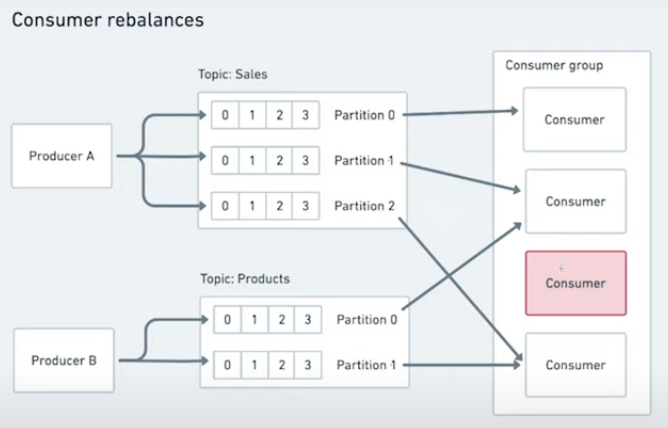 Consumer rebalances
Topic: Sales
Consumer group
Producer A
0 1 2 3 Partition 0
0 1 2 3 Partition 1
0 1 2 3 Partition 2
Consumer
Consumer
Consumer
Consumer
Topic: Products
Producer B
0 1 2 3 Partition 0
0 1 2 3 Partition 1